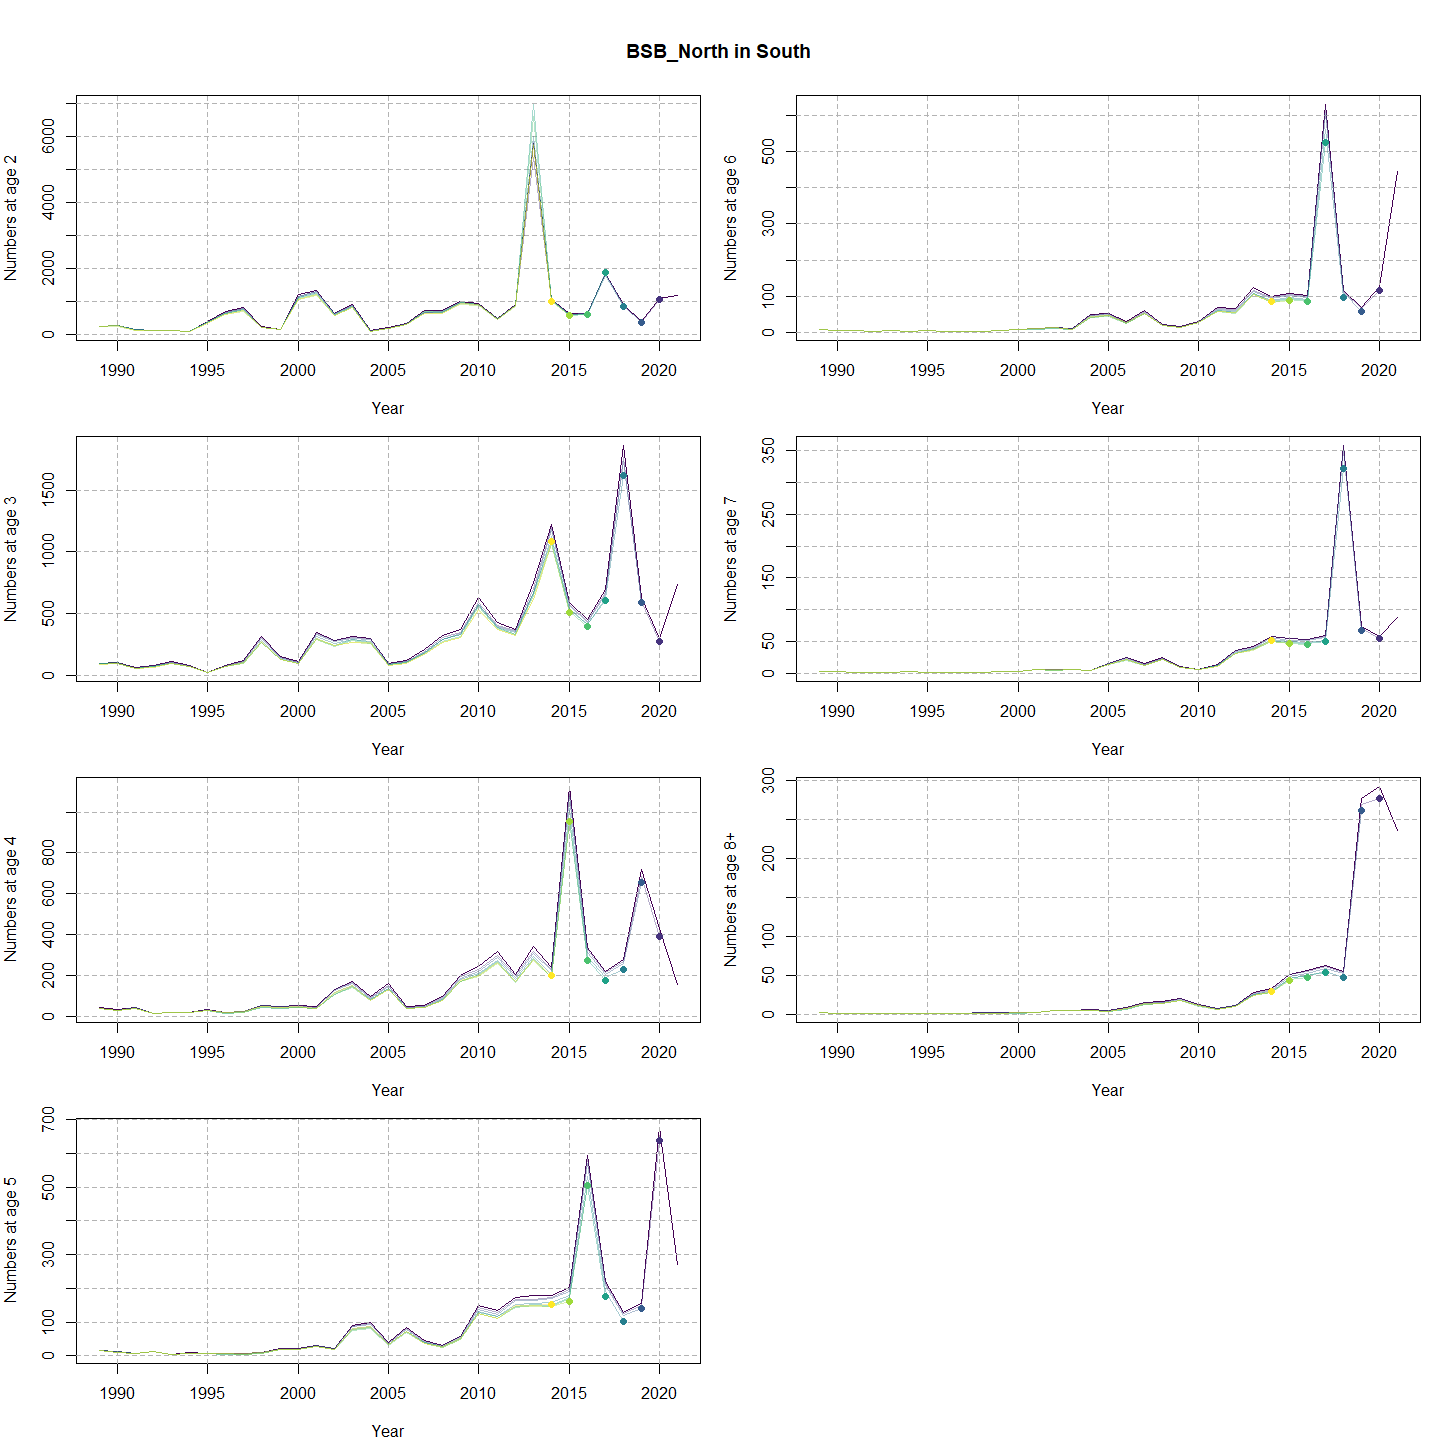 BSB_North in South
Numbers at age 2
0 2000 4000 6000
1990 1995 2000 2005 2010 2015 2020
Year
Numbers at age 6
0 100 300 500
1990 1995 2000 2005 2010 2015 2020
Year
Numbers at age 3
0 500 1000 1500
1990 1995 2000 2005 2010 2015 2020
Year
Numbers at age 7
0 50 150 250 350
1990 1995 2000 2005 2010 2015 2020
Year
Numbers at age 4
0 200 400 600 800
1990 1995 2000 2005 2010 2015 2020
Year
Numbers at age 8+
0 50 100 200 300
1990 1995 2000 2005 2010 2015 2020
Year
Numbers at age 5
0 100 300 500 700
1990 1995 2000 2005 2010 2015 2020
Year